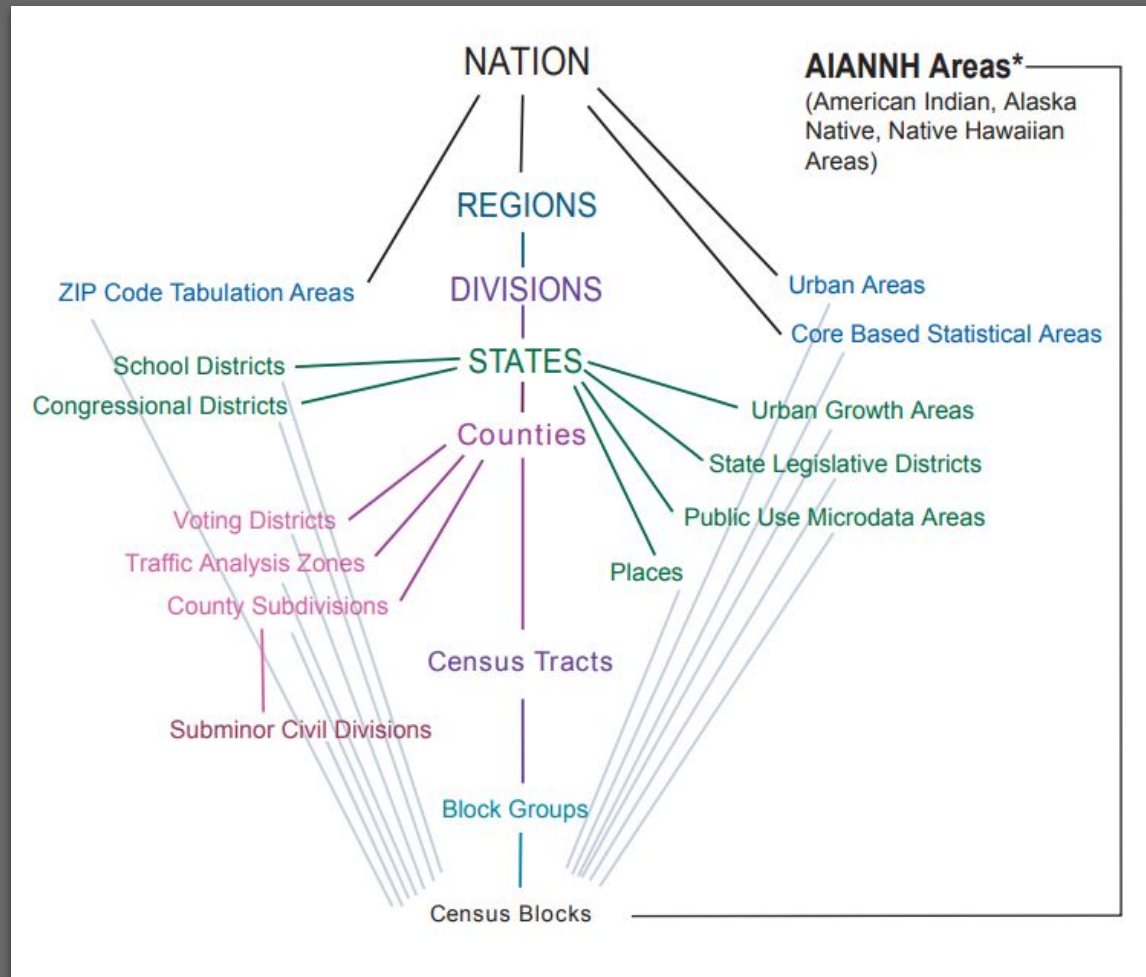 NATION
AIANNH Areas*
(American Indian, Alaska
Native, Native Hawaiian
Areas)
REGIONS
ZIP Code Tabulation Areas
DIVISIONS
Urban Areas
Core Based Statistical Areas
School Districts
STATES
Congressional Districts
Urban Growth Areas
Counties
State Legislative Districts
Voting Districts
Public Use Microdata Areas
Traffic Analysis Zones
Places
County Subdivisions
Census Tracts
Subminor Civil Divisions
Block Groups
Census Blocks